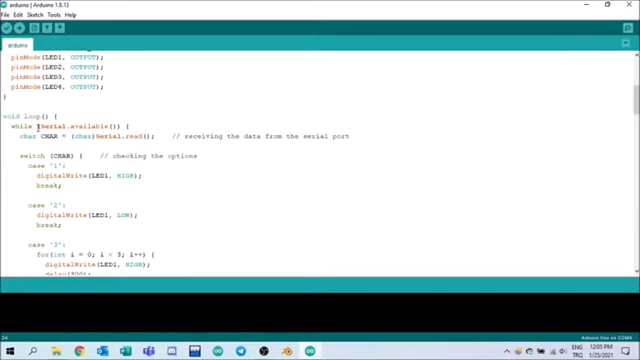 arduino | Arduino 1.8.13
File Edit Sketch Tools Help
arduino
pinMode(LED1, OUTPUT);
pinMode(LED2, OUTPUT);
pinMode(LED3, OUTPUT);
pinMode(LED4, OUTPUT);
}
void loop() {
while (Serial.available()) {
char CHAR = (char)Serial.read(); // receiving the data from the serial port
switch (CHAR) { // checking the options
case '1':
digitalWrite(LED1, HIGH);
break;
case '2':
digitalWrite(LED1, LOW);
break;
case '3':
for(int i = 0; i < 3; i++) {
digitalWrite(LED1, HIGH);
delay(300);
24
Arduino Uno on COM4
ENG
12:05 PM
TRQ
1/25/2021